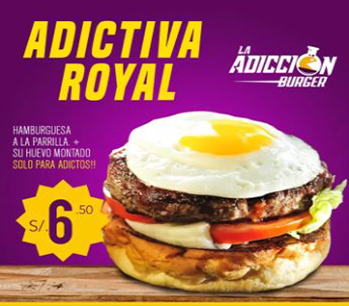 ADICTIVA
ROYAL
LA
ADICCIÓN
BURGER
HAMBURGUESA
A LA PARRILLA. +
SU HUEVO MONTADO
SOLO PARA ADICTOS!!
S/.6.50